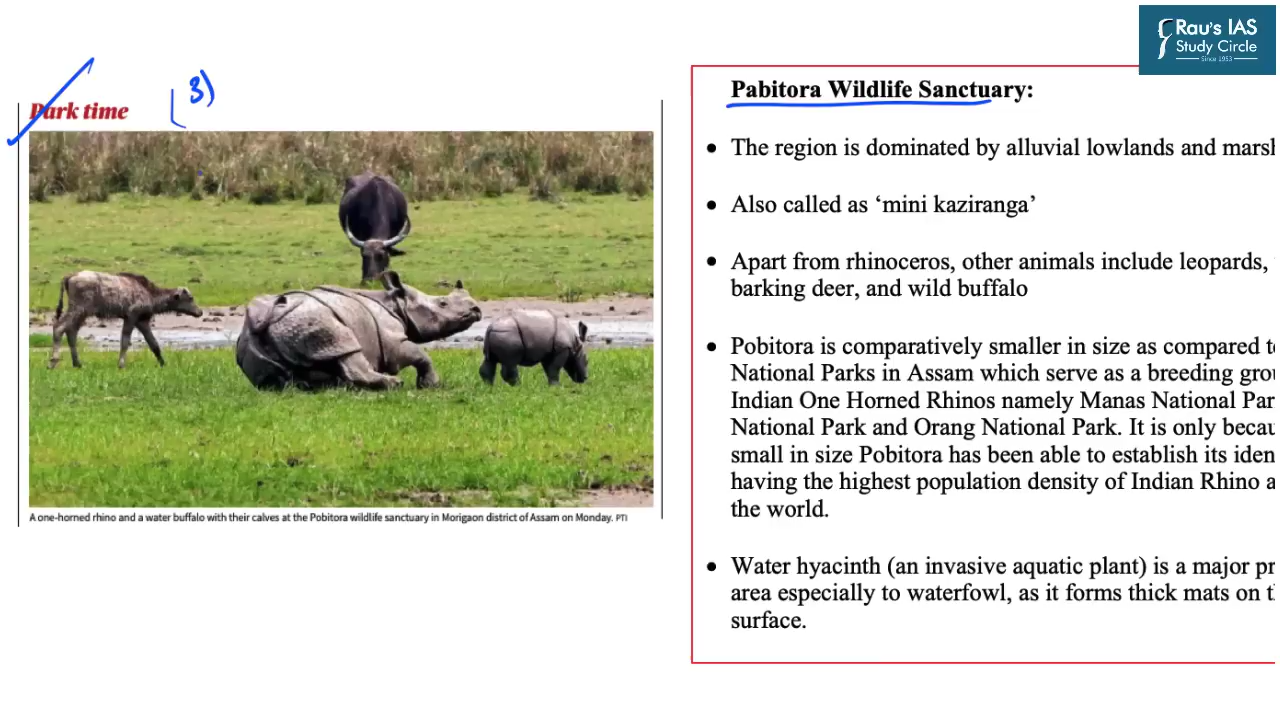 Rau's IAS
Study Circle
Since 1953
3)
Park time
A one-horned rhino and a water buffalo with their calves at the Pobitora wildlife sanctuary in Morigaon district of Assam on Monday. PTI
Pabitora Wildlife Sanctuary:
• The region is dominated by alluvial lowlands and marsh
• Also called as ‘mini kaziranga’
• Apart from rhinoceros, other animals include leopards,
barking deer, and wild buffalo
• Pobitora is comparatively smaller in size as compared to
National Parks in Assam which serve as a breeding grou
Indian One Horned Rhinos namely Manas National Par
National Park and Orang National Park. It is only becau
small in size Pobitora has been able to establish its iden
having the highest population density of Indian Rhino a
the world.
• Water hyacinth (an invasive aquatic plant) is a major pr
area especially to waterfowl, as it forms thick mats on th
surface.